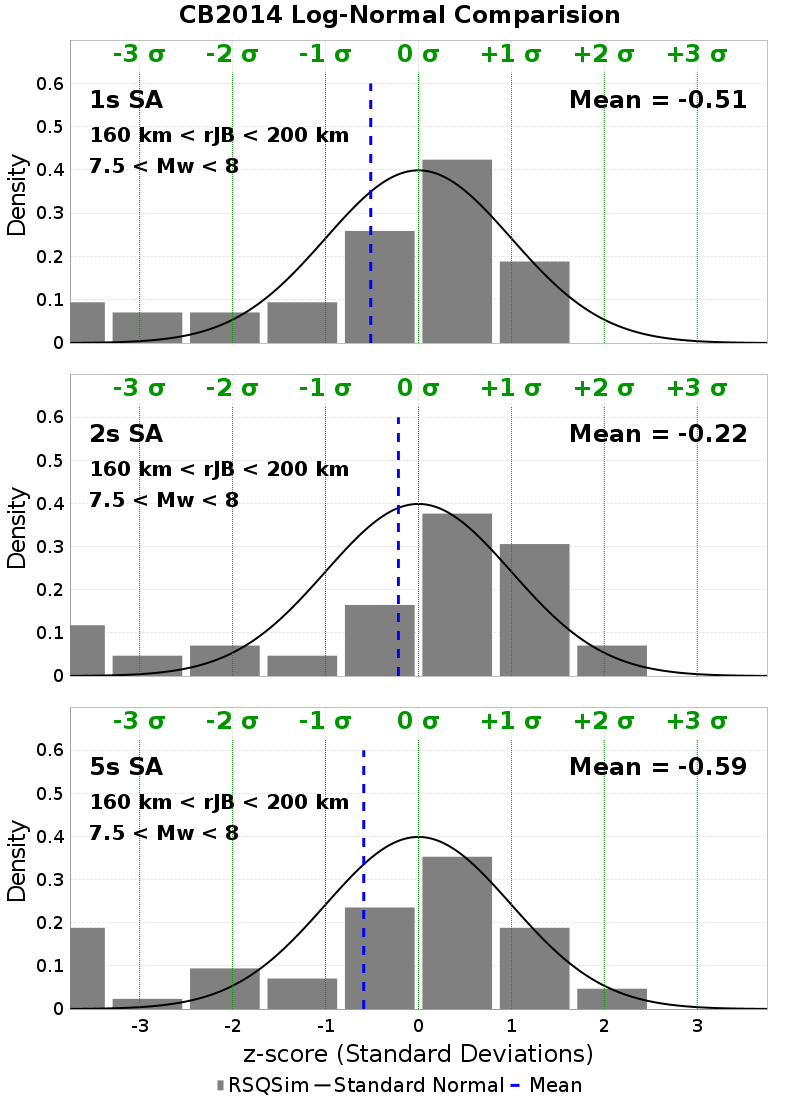 CB2014 Log-Normal Comparision
-3 σ -2 σ -1 σ 0 σ +1 σ +2 σ +3 σ
0.6
1s SA Mean = -0.51
0.5
160 km < rJB < 200 km
7.5 < Mw < 8
0.4
Density
0.3
0.2
0.1
0
-3 σ -2 σ -1 σ 0 σ +1 σ +2 σ +3 σ
0.6
2s SA Mean = -0.22
0.5
160 km < rJB < 200 km
7.5 < Mw < 8
0.4
Density
0.3
0.2
0.1
0
-3 σ -2 σ -1 σ 0 σ +1 σ +2 σ +3 σ
0.6
5s SA Mean = -0.59
0.5
160 km < rJB < 200 km
7.5 < Mw < 8
0.4
Density
0.3
0.2
0.1
0
-3 -2 -1 0 1 2 3
z-score (Standard Deviations)
RSQSim Standard Normal Mean